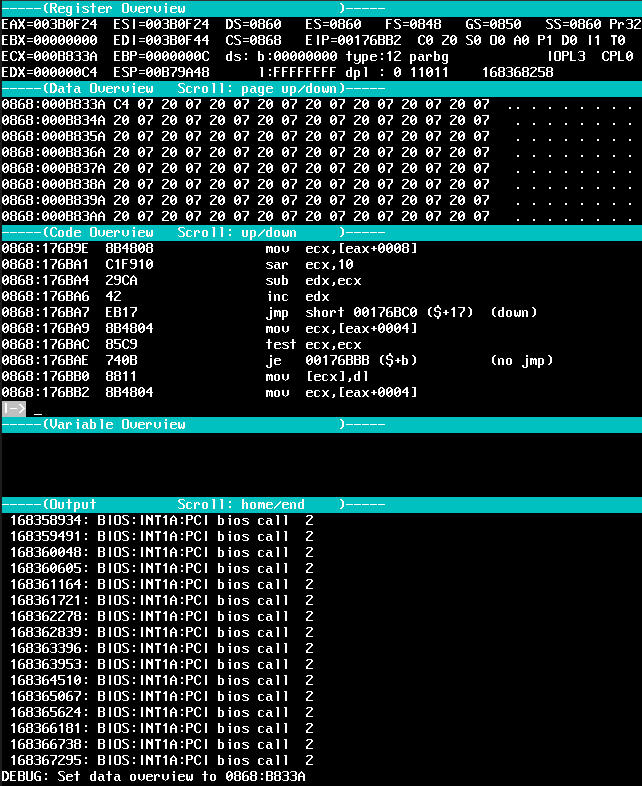 -----(Register Overview                   )-----
EAX=003B0F24  ESI=003B0F24  DS=0860   ES=0860   FS=0848   GS=0850   SS=0860 Pr32
EBX=00000000  EDI=003B0F44  CS=0868   EIP=00176BB2  C0 Z0 S0 O0 A0 P1 D0 I1 T0
ECX=000B833A  EBP=0000000C  ds: b:00000000 type:12 parbg            IOPL3  CPL0
EDX=000000C4  ESP=00B79A48      l:FFFFFFFF dpl : 0 11011     168368258
-----(Data Overview   Scroll: page up/down)-----
0868:000B833A C4 07 20 07 20 07 20 07 20 07 20 07 20 07 20 07  .. . . . . . . .
0868:000B834A 20 07 20 07 20 07 20 07 20 07 20 07 20 07 20 07   . . . . . . . .
0868:000B835A 20 07 20 07 20 07 20 07 20 07 20 07 20 07 20 07   . . . . . . . .
0868:000B836A 20 07 20 07 20 07 20 07 20 07 20 07 20 07 20 07   . . . . . . . .
0868:000B837A 20 07 20 07 20 07 20 07 20 07 20 07 20 07 20 07   . . . . . . . .
0868:000B838A 20 07 20 07 20 07 20 07 20 07 20 07 20 07 20 07   . . . . . . . .
0868:000B839A 20 07 20 07 20 07 20 07 20 07 20 07 20 07 20 07   . . . . . . . .
0868:000B83AA 20 07 20 07 20 07 20 07 20 07 20 07 20 07 20 07   . . . . . . . .
-----(Code Overview   Scroll: up/down     )-----
0868:176B9E  8B4808              mov  ecx,[eax+0008]
0868:176BA1  C1F910              sar  ecx,10
0868:176BA4  29CA                sub  edx,ecx
0868:176BA6  42                  inc  edx
0868:176BA7  EB17                jmp  short 00176BC0 ($+17)  (down)
0868:176BA9  8B4804              mov  ecx,[eax+0004]
0868:176BAC  85C9                test ecx,ecx
0868:176BAE  740B                je   00176BBB ($+b)         (no jmp)
0868:176BB0  8811                mov  [ecx],dl
0868:176BB2  8B4804              mov  ecx,[eax+0004]
|-> _
-----(Variable Overview                   )-----
-----(Output          Scroll: home/end    )-----
168358934: BIOS:INT1A:PCI bios call  2
168359491: BIOS:INT1A:PCI bios call  2
168360048: BIOS:INT1A:PCI bios call  2
168360605: BIOS:INT1A:PCI bios call  2
168361164: BIOS:INT1A:PCI bios call  2
168361721: BIOS:INT1A:PCI bios call  2
168362278: BIOS:INT1A:PCI bios call  2
168362839: BIOS:INT1A:PCI bios call  2
168363396: BIOS:INT1A:PCI bios call  2
168363953: BIOS:INT1A:PCI bios call  2
168364510: BIOS:INT1A:PCI bios call  2
168365067: BIOS:INT1A:PCI bios call  2
168365624: BIOS:INT1A:PCI bios call  2
168366181: BIOS:INT1A:PCI bios call  2
168366738: BIOS:INT1A:PCI bios call  2
168367295: BIOS:INT1A:PCI bios call  2
DEBUG: Set data overview to 0868:B833A